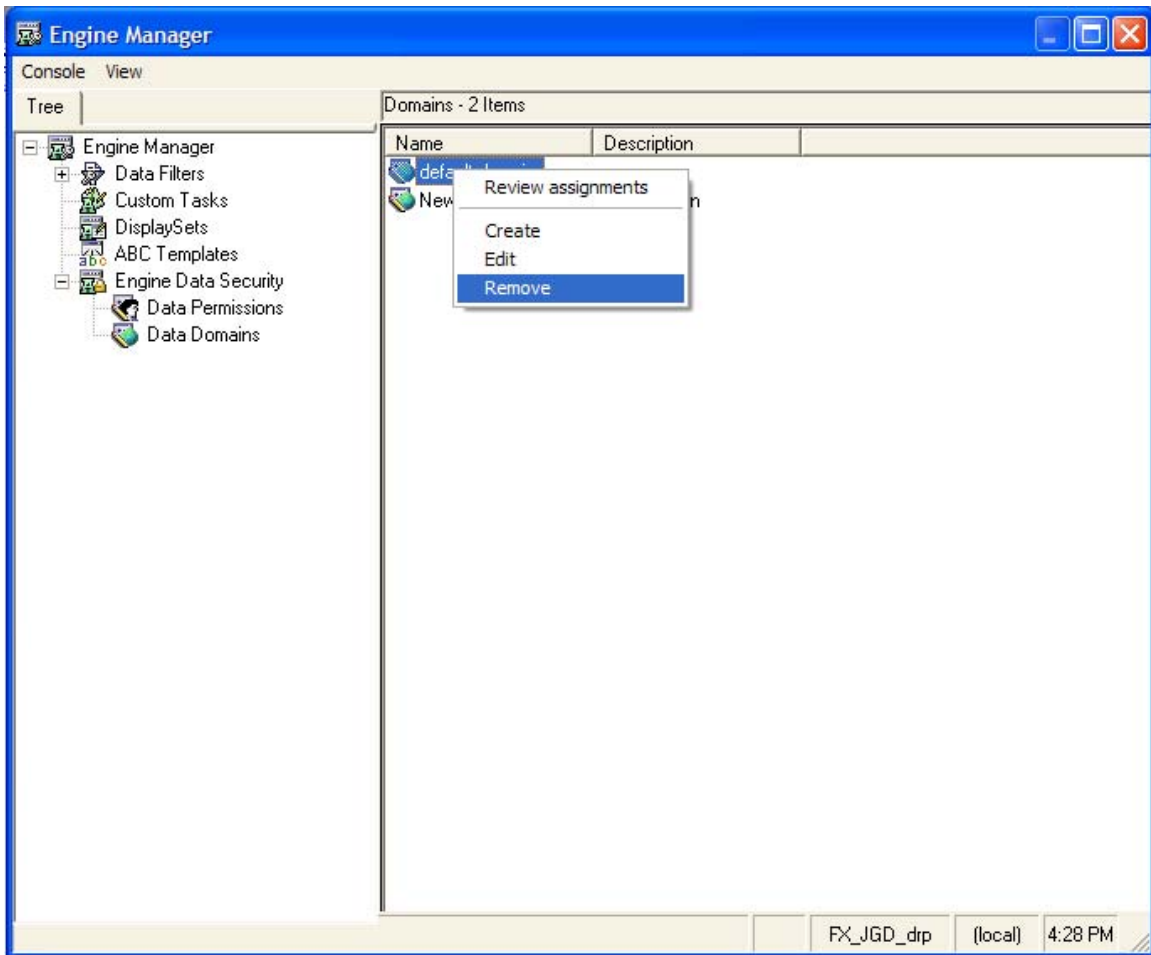 Engine Manager
Console View
Tree
Domains - 2 Items
Engine Manager
Data Filters
Custom Tasks
DisplaySets
ABC Templates
Engine Data Security
Data Permissions
Data Domains
Name Description
New
Review assignments
Create
Edit
Remove
FX_JGD_drp (local) 4:28 PM